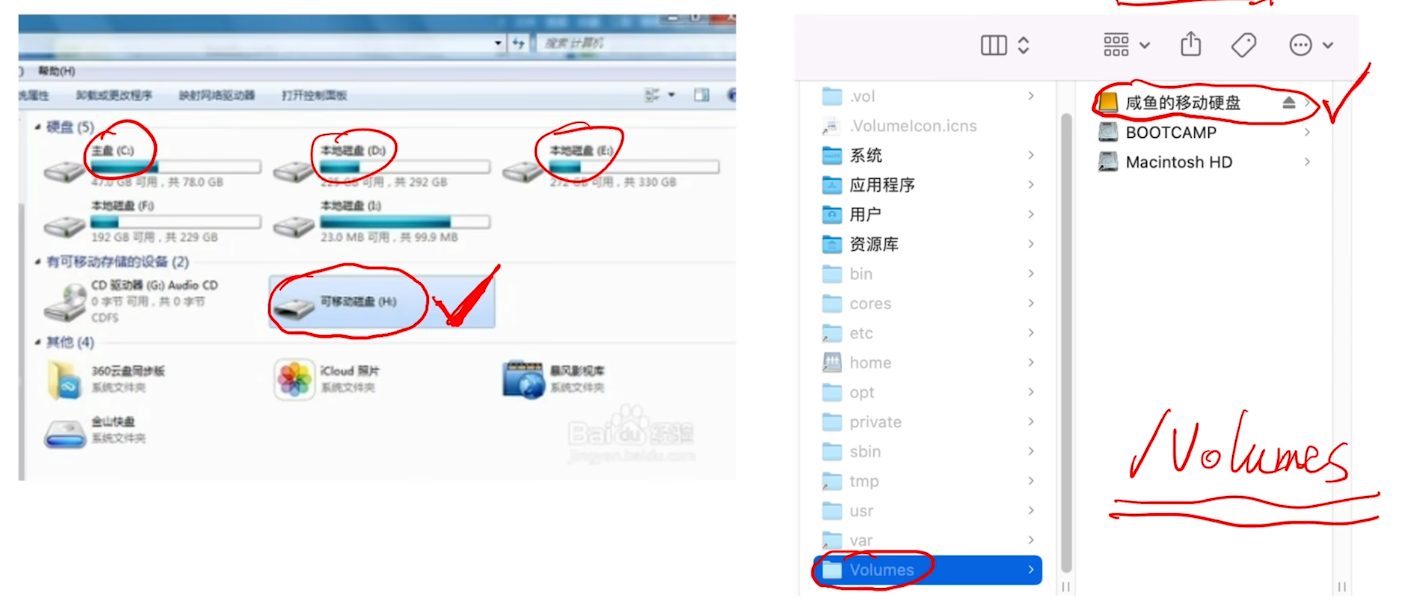 搜索 计算机
帮助(H)
卸载或更改程序 映射网络驱动器 打开控制面板
硬盘 (5)
主盘 (C:)
47.0 GB 可用，共 78.0 GB
本地磁盘 (D:)
225 GB 可用，共 292 GB
本地磁盘 (E:)
272 GB 可用，共 330 GB
本地磁盘 (F:)
192 GB 可用，共 229 GB
本地磁盘 (I:)
23.0 MB 可用，共 99.9 MB
有可移动存储的设备 (2)
CD 驱动器 (G:) Audio CD
0 字节 可用，共 0 字节
CDFS
可移动磁盘 (H:)
其他 (4)
360云盘同步版
系统文件夹
iCloud 照片
系统文件夹
暴风影视库
系统文件夹
金山快盘
系统文件夹
Baidu 经验
jingyan.baidu.com
.vol
.VolumeIcon.icns
系统
应用程序
用户
资源库
bin
cores
etc
home
opt
private
sbin
tmp
usr
var
Volumes
咸鱼的移动硬盘
BOOTCAMP
Macintosh HD
/Volumes